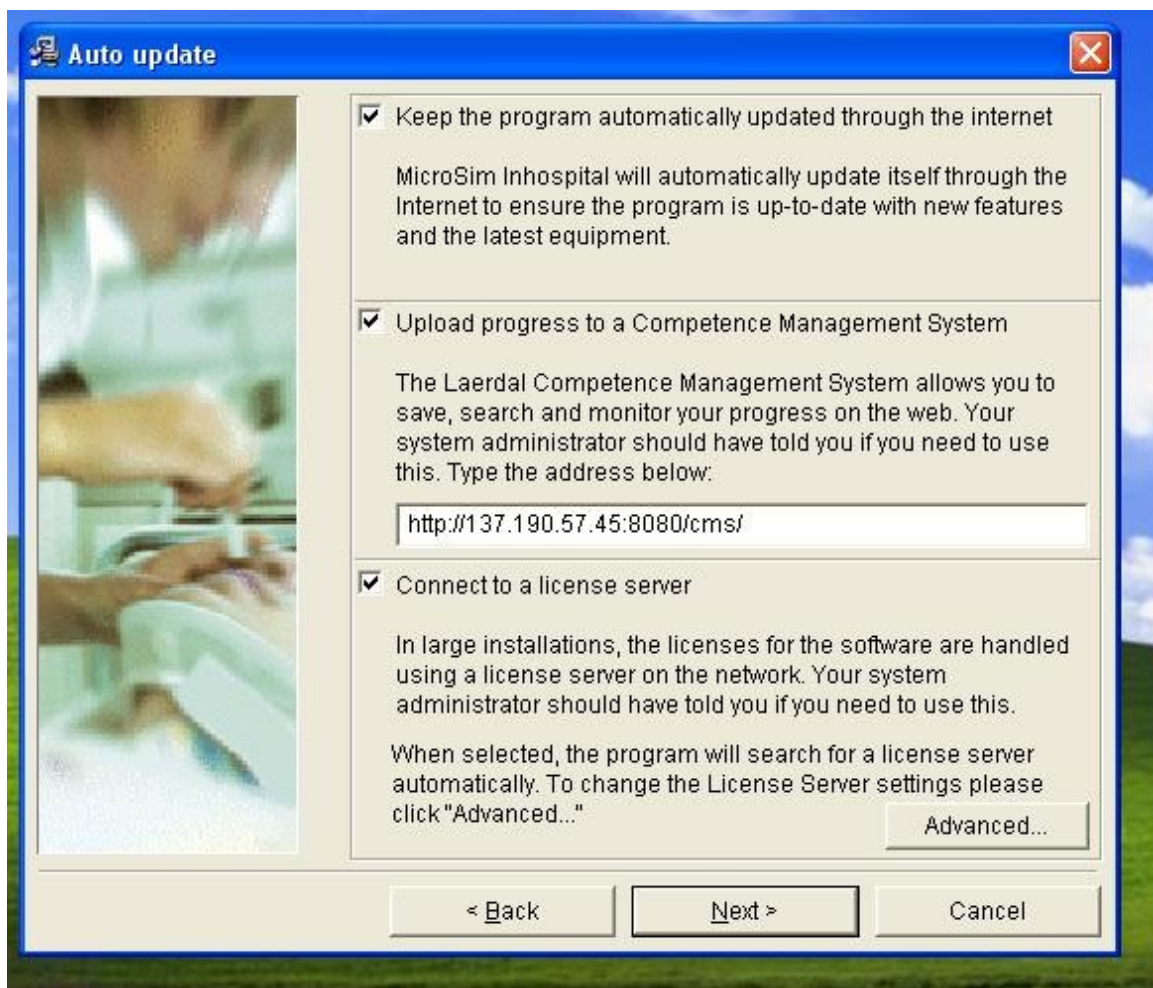 Auto update
Keep the program automatically updated through the internet
MicroSim Inhospital will automatically update itself through the
Internet to ensure the program is up-to-date with new features
and the latest equipment.
Upload progress to a Competence Management System
The Laerdal Competence Management System allows you to
save, search and monitor your progress on the web. Your
system administrator should have told you if you need to use
this. Type the address below:
http://137.190.57.45:8080/cms/
Connect to a license server
In large installations, the licenses for the software are handled
using a license server on the network. Your system
administrator should have told you if you need to use this.
When selected, the program will search for a license server
automatically. To change the License Server settings please
click "Advanced..."
Advanced...
< Back
Next >
Cancel